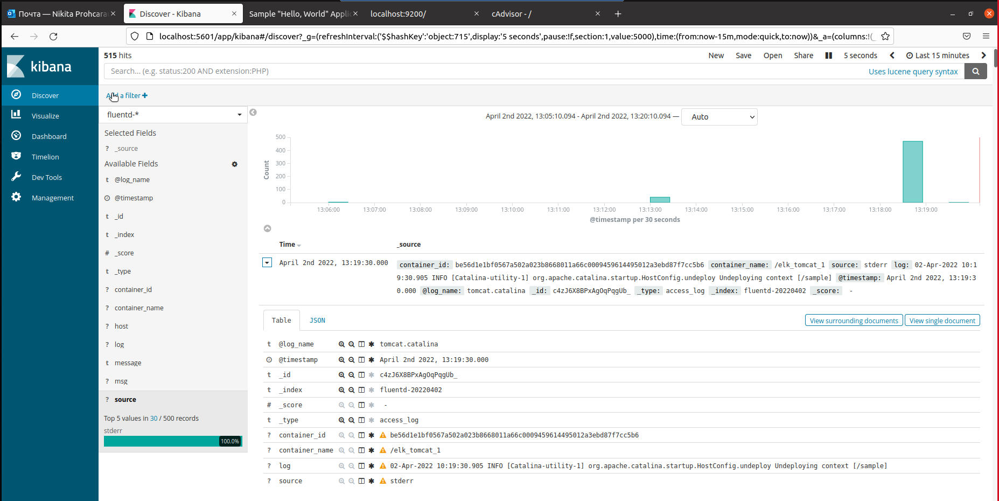 Почта — Nikita Prohcara
Discover - Kibana
Sample "Hello, World" Applic
localhost:9200/
cAdvisor - /
localhost:5601/app/kibana#/discover?_g=(refreshInterval:('$$hashKey':'object:715',display:'5 seconds',pause:!f,section:1,value:5000),time:(from:now-15m,mode:quick,to:now))&_a=(columns:!(_
kibana
Discover
Visualize
Dashboard
Timelion
Dev Tools
Management
515 hits
New Save Open Share 5 seconds Last 15 minutes
Search... (e.g. status:200 AND extension:PHP)
Uses lucene query syntax
Add a filter +
fluentd-*
Selected Fields
? _source
Available Fields
t @log_name
@timestamp
t _id
t _index
# _score
t _type
t container_id
t container_name
? host
? log
t message
? msg
? source
Top 5 values in 30 / 500 records
stderr
100.0%
April 2nd 2022, 13:05:10.094 - April 2nd 2022, 13:20:10.094 —
Auto
Count
500
400
300
200
100
0
13:06:00 13:07:00 13:08:00 13:09:00 13:10:00 13:11:00 13:12:00 13:13:00 13:14:00 13:15:00 13:16:00 13:17:00 13:18:00 13:19:00
@timestamp per 30 seconds
Time _source
April 2nd 2022, 13:19:30.000
container_id: be56d1e1bf0567a502a023b8668011a66c0009459614495012a3ebd87f7cc5b6 container_name: /elk_tomcat_1 source: stderr log: 02-Apr-2022 10:1
9:30.905 INFO [Catalina-utility-1] org.apache.catalina.startup.HostConfig.undeploy Undeploying context [/sample] @timestamp: April 2nd 2022, 13:19:3
0.000 @log_name: tomcat.catalina _id: c4zJ6X8BPxAgOqPqgUb_ _type: access_log _index: fluentd-20220402 _score: -
Table JSON
View surrounding documents View single document
t @log_name tomcat.catalina
@timestamp April 2nd 2022, 13:19:30.000
t _id c4zJ6X8BPxAgOqPqgUb_
t _index fluentd-20220402
# _score -
t _type access_log
? container_id be56d1e1bf0567a502a023b8668011a66c0009459614495012a3ebd87f7cc5b6
? container_name /elk_tomcat_1
? log 02-Apr-2022 10:19:30.905 INFO [Catalina-utility-1] org.apache.catalina.startup.HostConfig.undeploy Undeploying context [/sample]
? source stderr